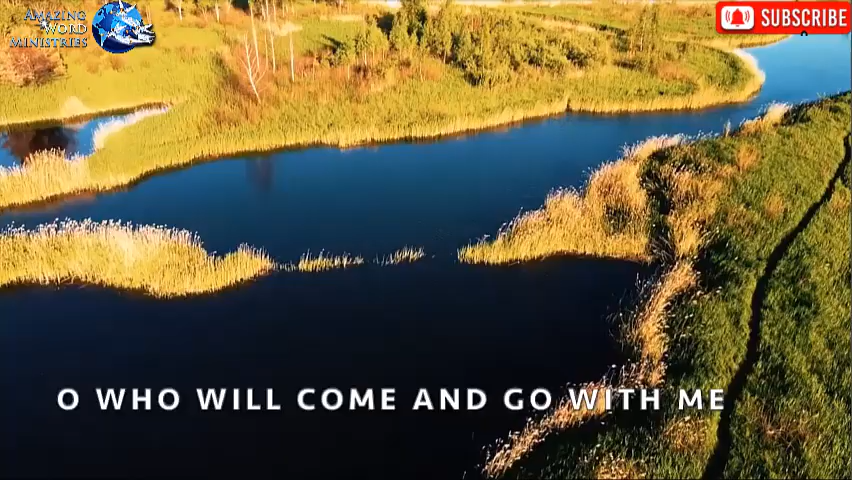 AMAZING
WORD
MINISTRIES
SUBSCRIBE
O WHO WILL COME AND GO WITH ME